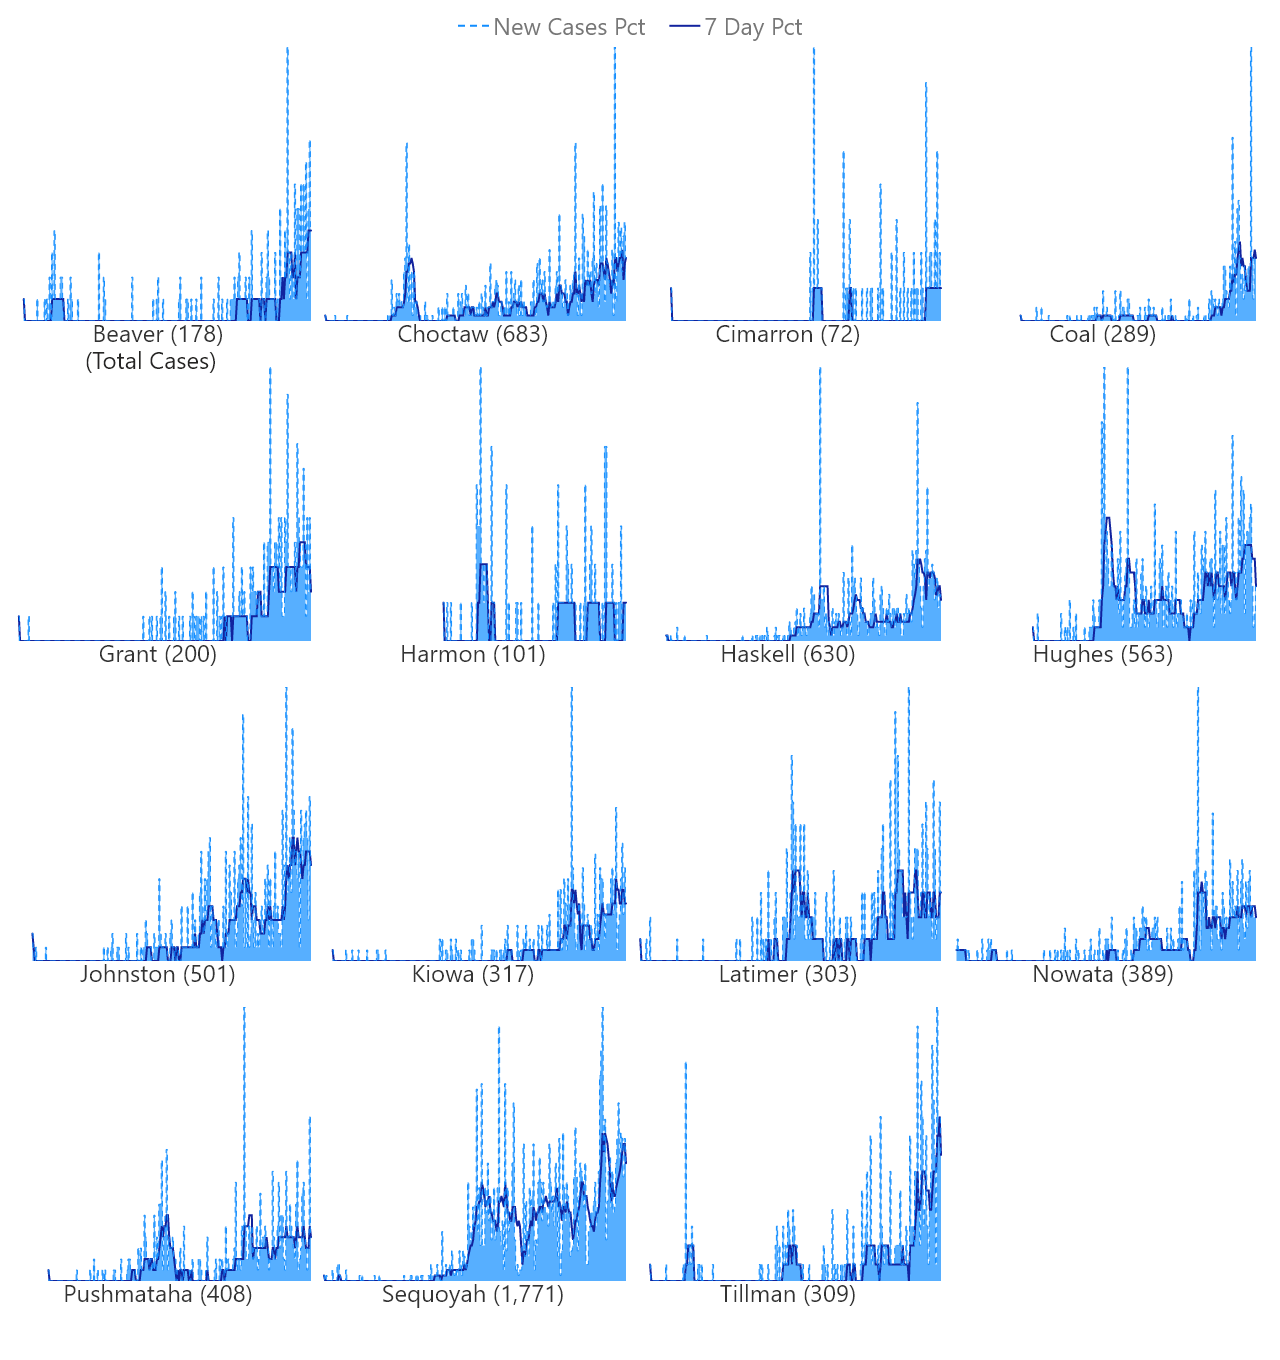 New Cases Pct 7 Day Pct
Beaver (178) Choctaw (683) Cimarron (72) Coal (289)
(Total Cases)
Grant (200) Harmon (101) Haskell (630) Hughes (563)
Johnston (501) Kiowa (317) Latimer (303) Nowata (389)
Pushmataha (408) Sequoyah (1,771) Tillman (309)